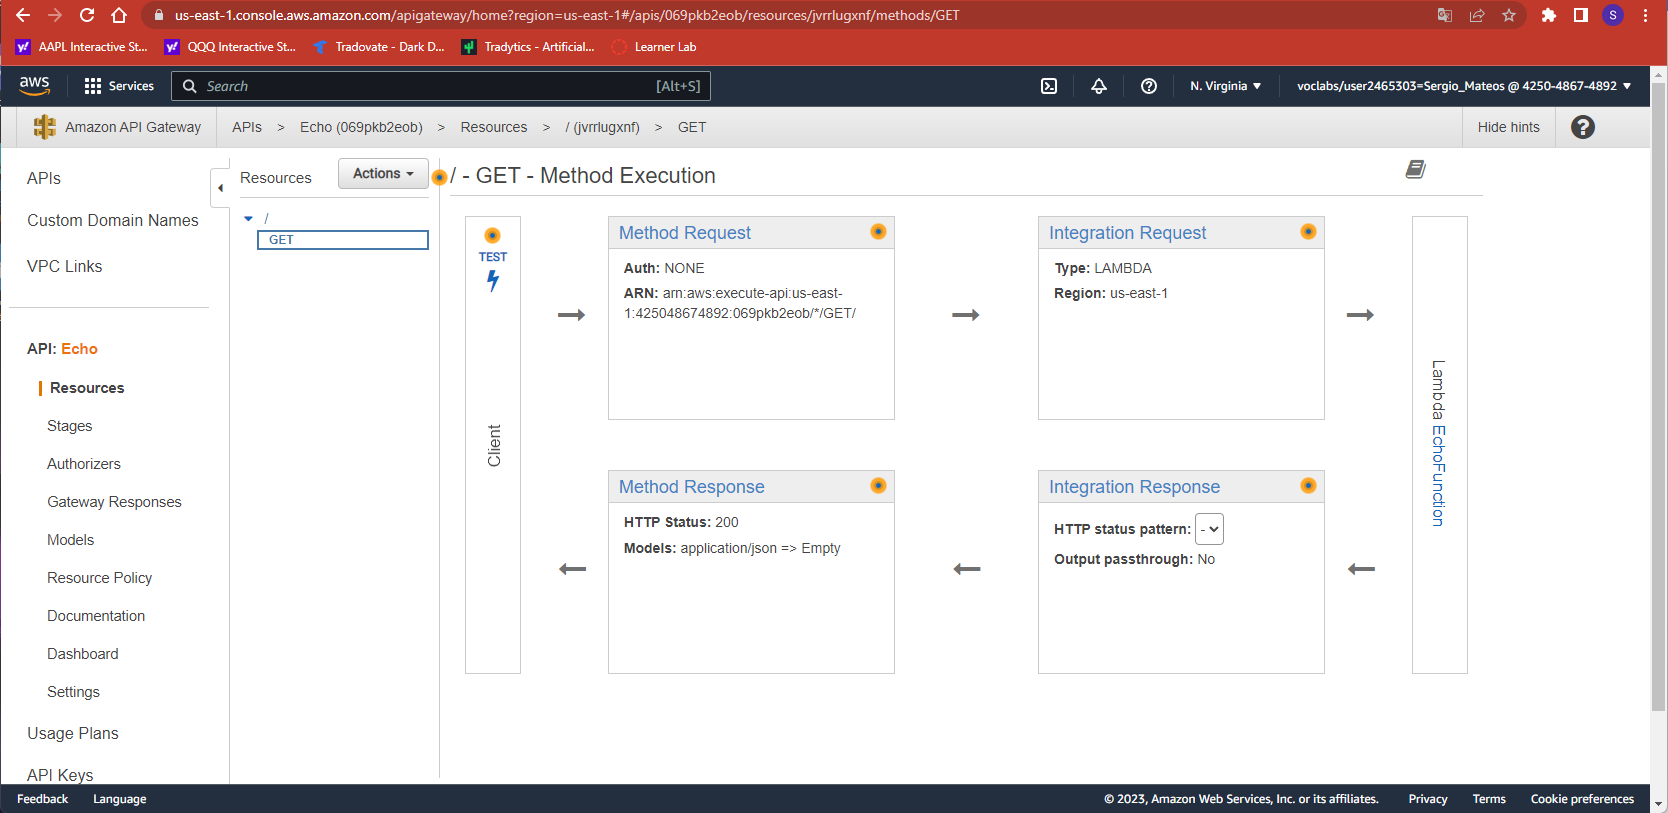 us-east-1.console.aws.amazon.com/apigateway/home?region=us-east-1#/apis/069pkb2eob/resources/jvrrlugxnf/methods/GET
S
AAPL Interactive St... QQQ Interactive St... Tradovate - Dark D... Tradytics - Artificial... Learner Lab
aws Services Search [Alt+S] N. Virginia voclabs/user2465303=Sergio_Mateos @ 4250-4867-4892
Amazon API Gateway APIs > Echo (069pkb2eob) > Resources > / (jvrrlugxnf) > GET Hide hints ?
APIs
Custom Domain Names
VPC Links
API: Echo
Resources
Stages
Authorizers
Gateway Responses
Models
Resource Policy
Documentation
Dashboard
Settings
Usage Plans
API Keys
Resources Actions
/
GET
/ - GET - Method Execution
TEST
Client
Method Request
Auth: NONE
ARN: arn:aws:execute-api:us-east-
1:425048674892:069pkb2eob/*/GET/
Integration Request
Type: LAMBDA
Region: us-east-1
Lambda EchoFunction
Method Response
HTTP Status: 200
Models: application/json => Empty
Integration Response
HTTP status pattern: -
Output passthrough: No
Feedback Language © 2023, Amazon Web Services, Inc. or its affiliates. Privacy Terms Cookie preferences